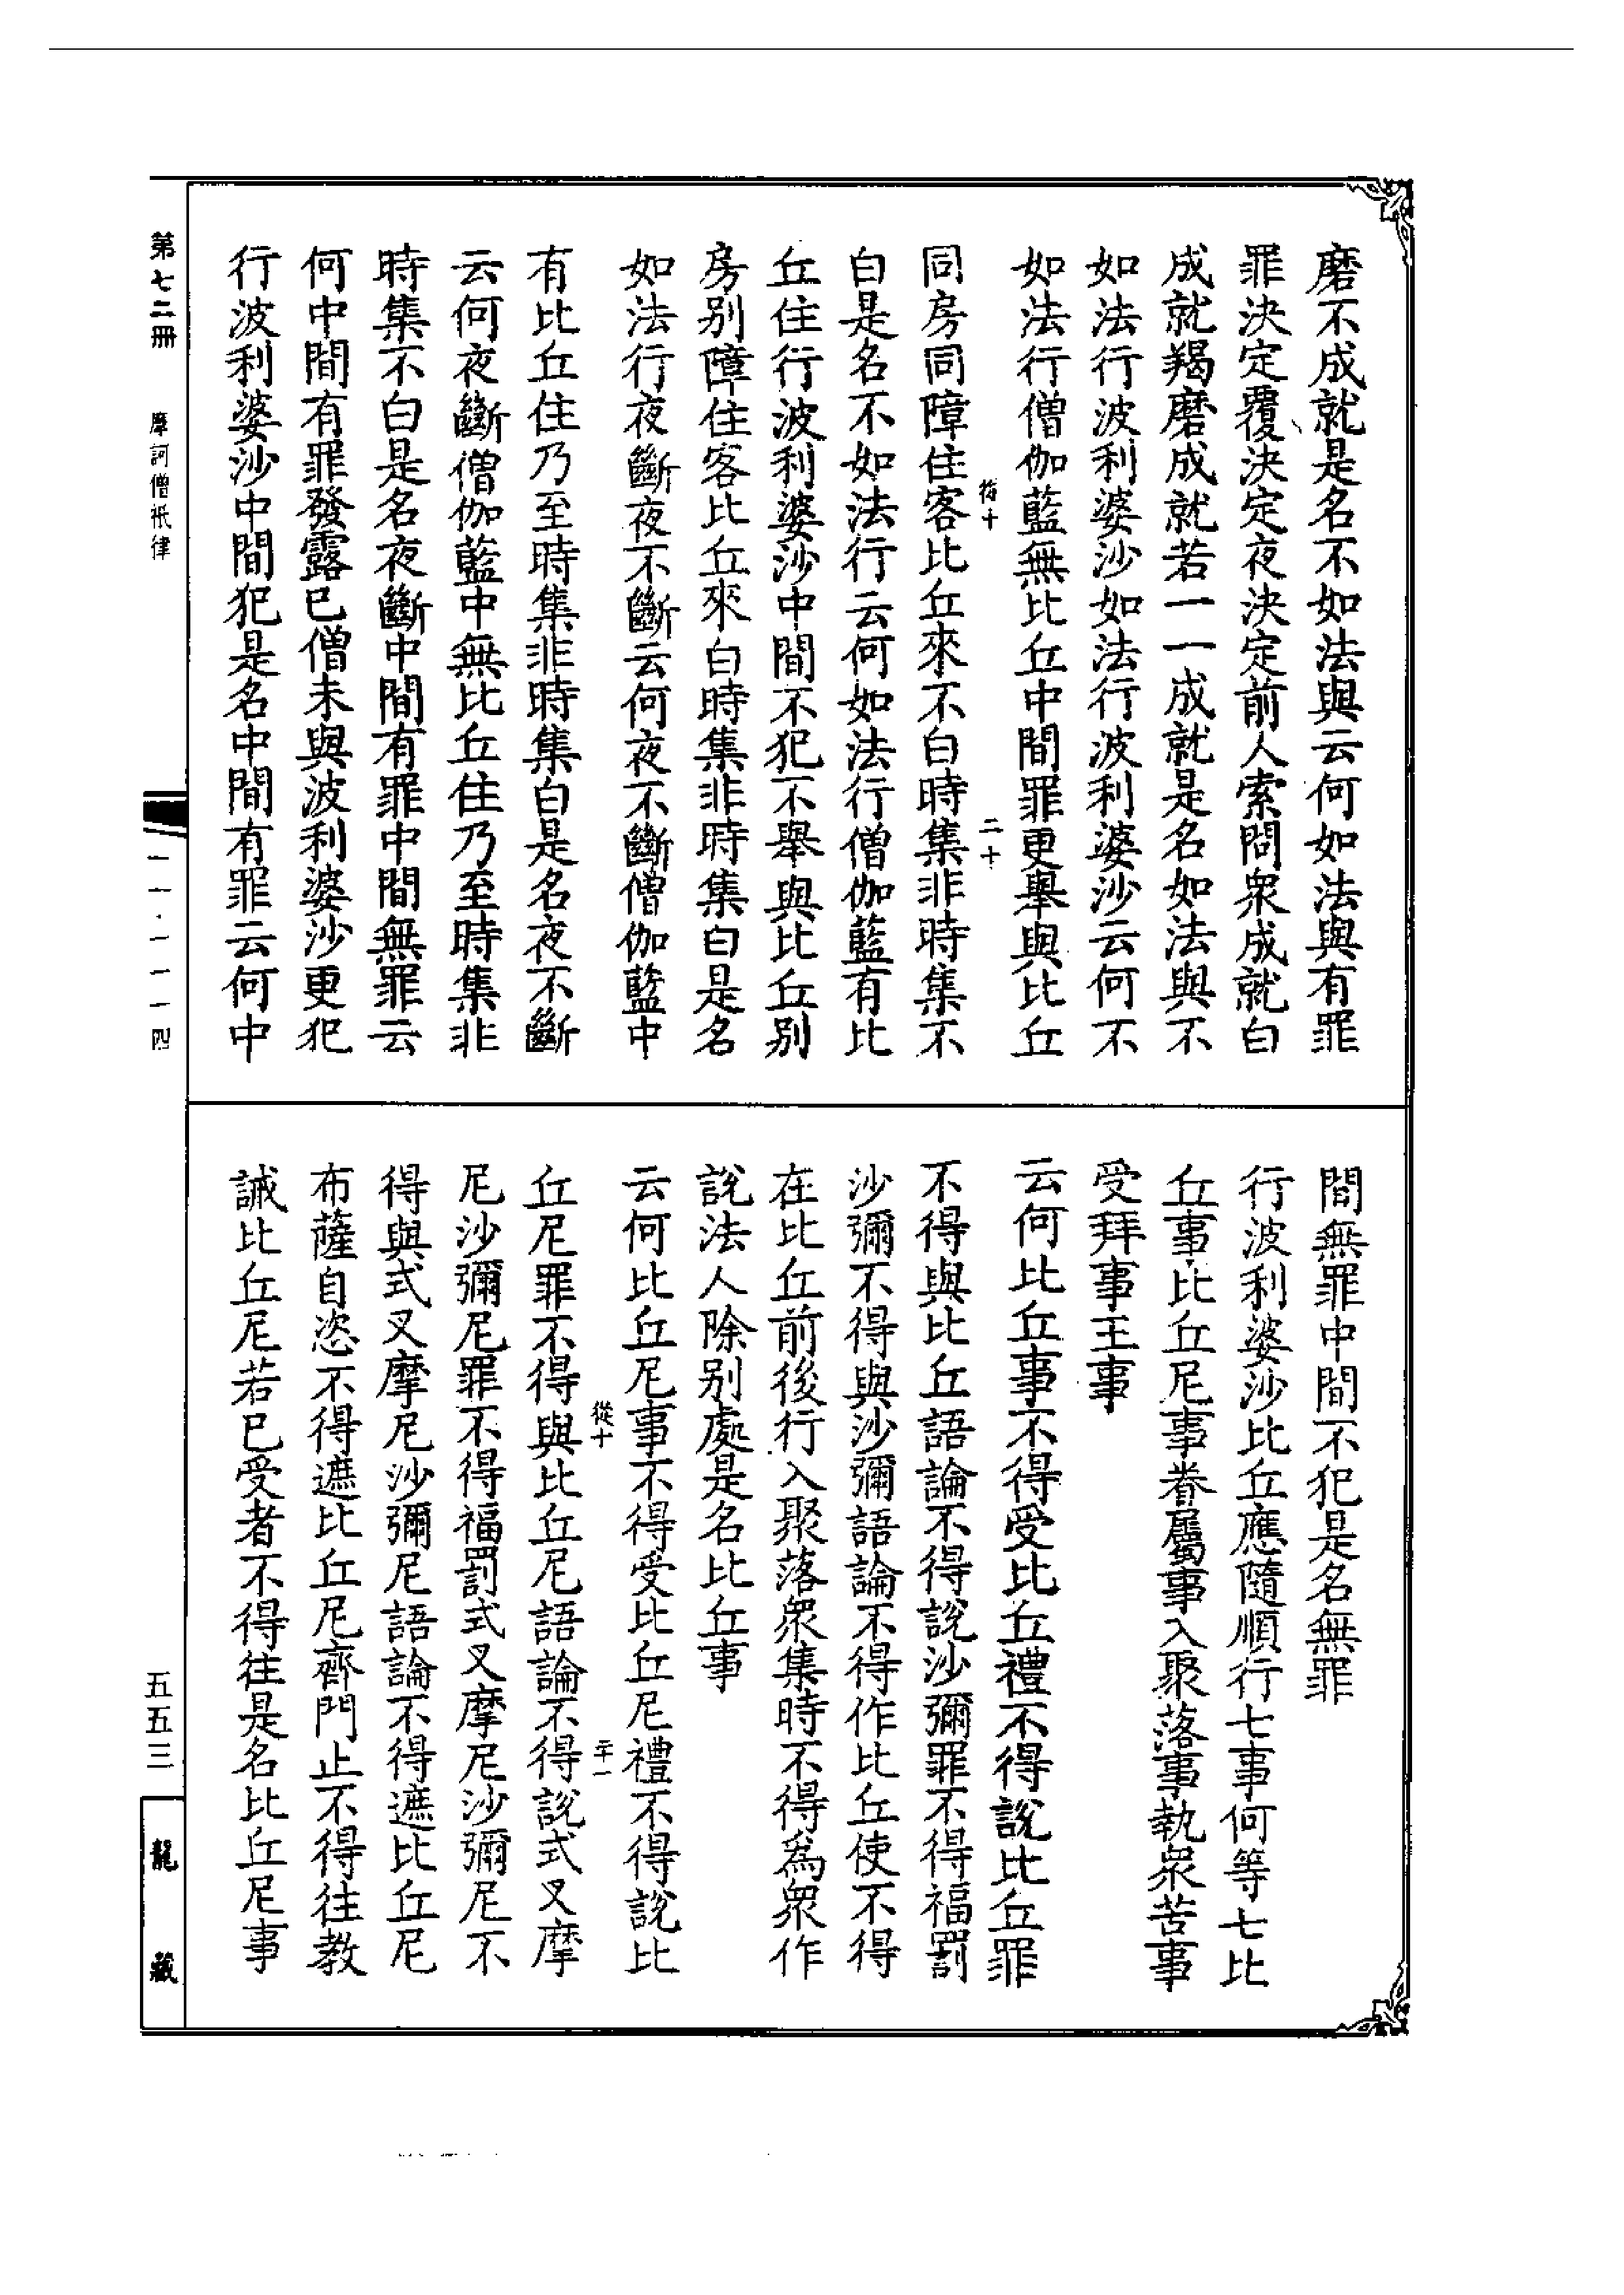 磨不成就是名不如法與云何如法與有罪
罪決定覆決定夜決定前人索問衆成就白
成就羯磨成就若一一成就是名如法與不
如法行波利婆沙如法行波利婆沙云何不
如法行僧伽藍無比丘中間罪更舉與比丘
二十
同房同障住客比丘來不白時集非時集不
白是名不如法行云何如法行僧伽藍有比
丘住行波利婆沙中間不犯不舉與比丘別
房別障住客比丘來白時集非時集白是名
如法行夜斷夜不斷云何夜不斷僧伽藍中
有比丘住乃至時集非時集白是名夜不斷
云何夜斷僧伽藍中無比丘住乃至時集非
時集不白是名夜斷中間有罪中間無罪云
何中間有罪發露已僧未與波利婆沙更犯
行波利婆沙中間犯是名中間有罪云何中
間無罪中間不犯是名無罪
行波利婆沙比丘應隨順行七事何等七比
丘事比丘尼事眷屬事入聚落事執衆苦事
受拜事王事
云何比丘事不得受比丘禮不得說比丘罪
不得與比丘語論不得說沙彌罪不得福罰
沙彌不得與沙彌語論不得作比丘使不得
在比丘前後行入聚落衆集時不得爲衆作
說法人除別處是名比丘事
云何比丘尼事不得受比丘尼禮不得說比
從十 二十一
丘尼罪不得與比丘尼語論不得說式叉摩
尼沙彌尼罪不得福罰式叉摩尼沙彌尼不
得與式叉摩尼沙彌尼語論不得遮比丘尼
布薩自恣不得遮比丘尼齊門止不得往教
誡比丘尼若已受者不得往是名比丘尼事
第七二冊 摩訶僧祇律
一一·一一一四
五五三
龍藏